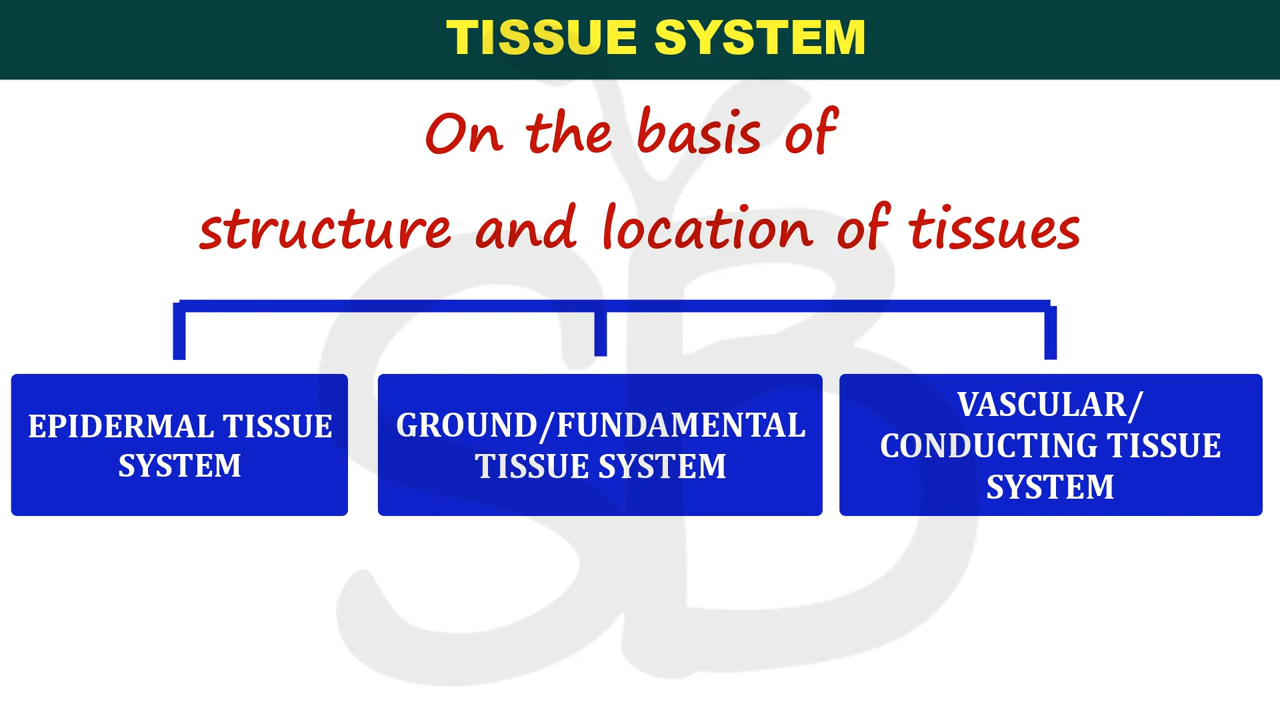 TISSUE SYSTEM
On the basis of
structure and location of tissues
EPIDERMAL TISSUE
SYSTEM
GROUND/FUNDAMENTAL
TISSUE SYSTEM
VASCULAR/
CONDUCTING TISSUE
SYSTEM
SB